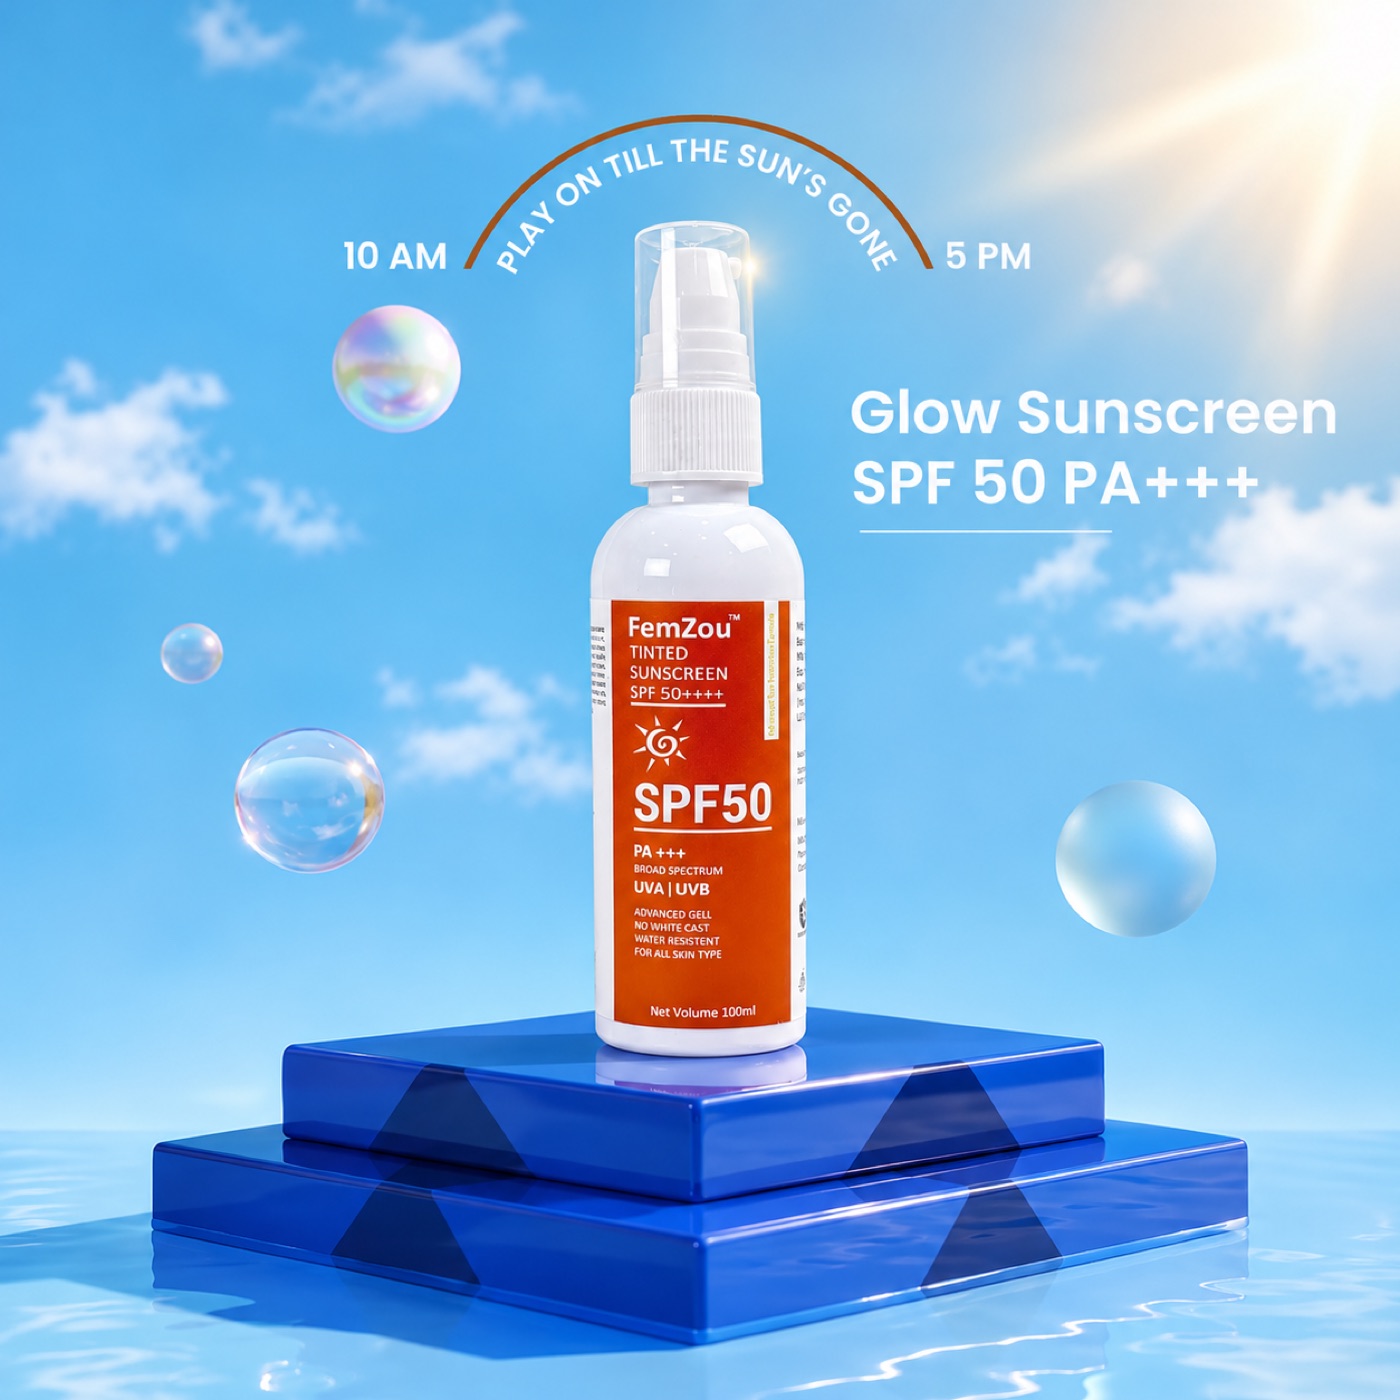 PLAY ON TILL THE SUN'S GONE
10 AM
5 PM
Glow Sunscreen
SPF 50 PA+++
FemZou™
TINTED
SUNSCREEN
SPF 50++++
SPF50
PA +++
BROAD SPECTRUM
UVA | UVB
ADVANCED GELL
NO WHITE CAST
WATER RESISTENT
FOR ALL SKIN TYPE
Net Volume 100ml